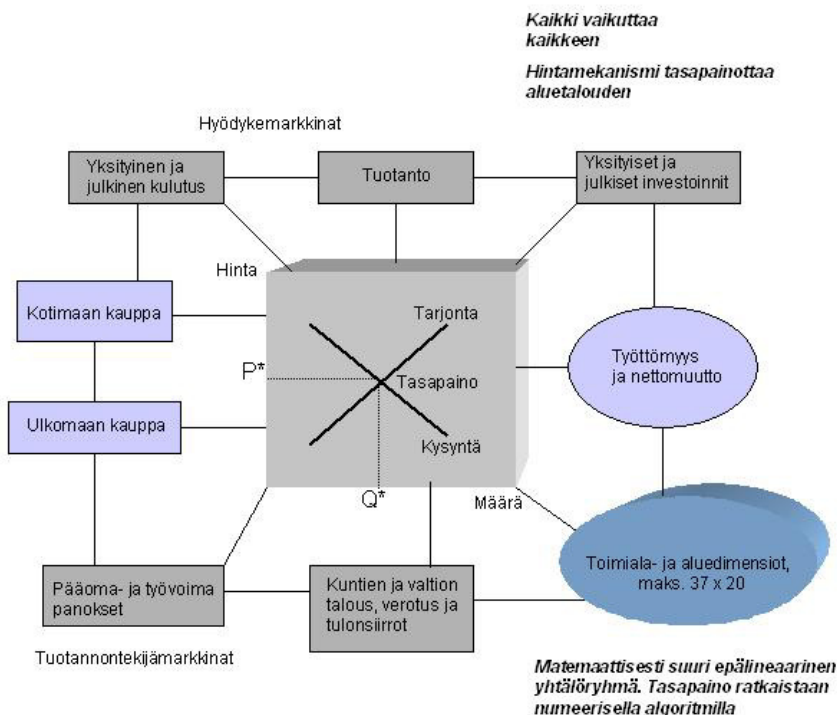 Kaikki vaikuttaa
kaikkeen
Hintamekanismi tasapainottaa
aluetalouden
Hyödykemarkkinat
Yksityinen ja
julkinen kulutus
Tuotanto
Yksityiset ja
julkiset investoinnit
Hinta
Kotimaan kauppa
Tarjonta
P*
Tasapaino
Työttömyys
ja nettomuutto
Ulkomaan kauppa
Kysyntä
Q*
Määrä
Pääoma- ja työvoima
panokset
Kuntien ja valtion
talous, verotus ja
tulonsiirrot
Toimiala- ja aluedimensiot,
maks. 37 x 20
Tuotannontekijämarkkinat
Matemaattisesti suuri epälineaarinen
yhtälöryhmä. Tasapaino ratkaistaan
numeerisella algoritmilla